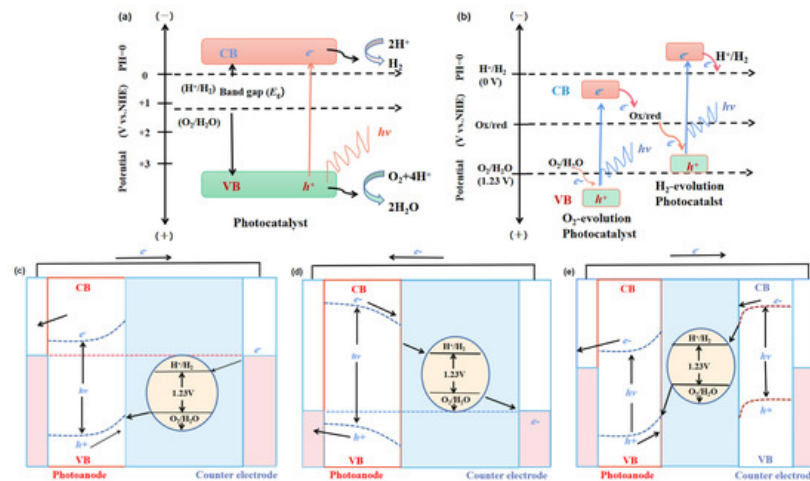 (a)
(−)
PH=0
(V vs,NHE)
Potential
0
+1
+2
+3
(+)
CB
e-
2H⁺
H₂
(H⁺/H₂) Band gap (Eg)
(O₂/H₂O)
hv
VB
h⁺
O₂+4H⁺
2H₂O
Photocatalyst
(b)
(−)
PH=0
(V vs,NHE)
Potential
(+)
H⁺/H₂
(0 V)
Ox/red
O₂/H₂O
(1.23 V)
CB
e-
e-
Ox/red
e-
hv
O₂/H₂O
e-
VB
h⁺
O₂-evolution
Photocatalyst
e-
H⁺/H₂
e-
hv
h⁺
H₂-evolution
Photocatalst
(c)
e-
CB
e-
hv
h+
VB
H⁺/H₂
1.23V
O₂/H₂O
e-
Photoanode
Counter electrode
(d)
e-
CB
e-
hv
h+
VB
H⁺/H₂
1.23V
O₂/H₂O
e-
Photoanode
Counter electrode
(e)
e-
CB
e-
hv
h+
VB
H⁺/H₂
1.23V
O₂/H₂O
CB
e-
hv
h+
VB
Photoanode
Counter electrod